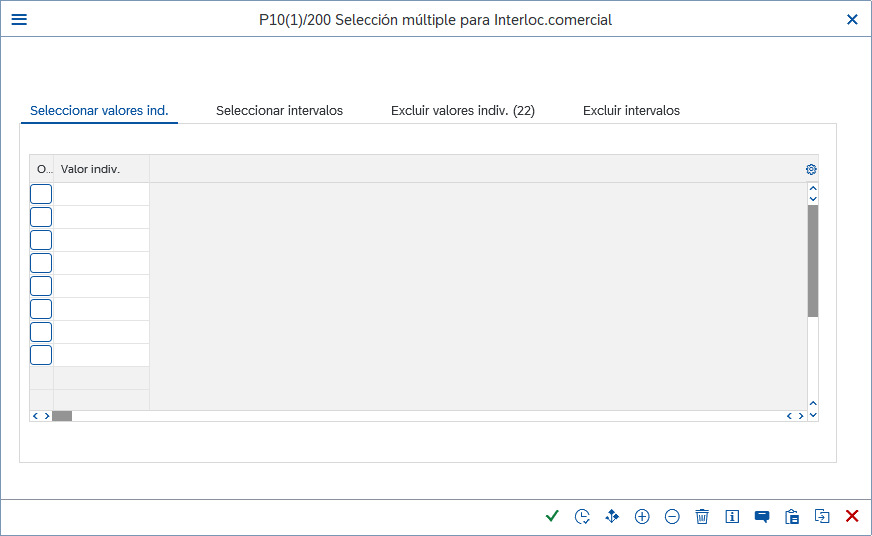 P10(1)/200 Selección múltiple para Interloc.comercial
Seleccionar valores ind. Seleccionar intervalos Excluir valores indiv. (22) Excluir intervalos
O... Valor indiv.